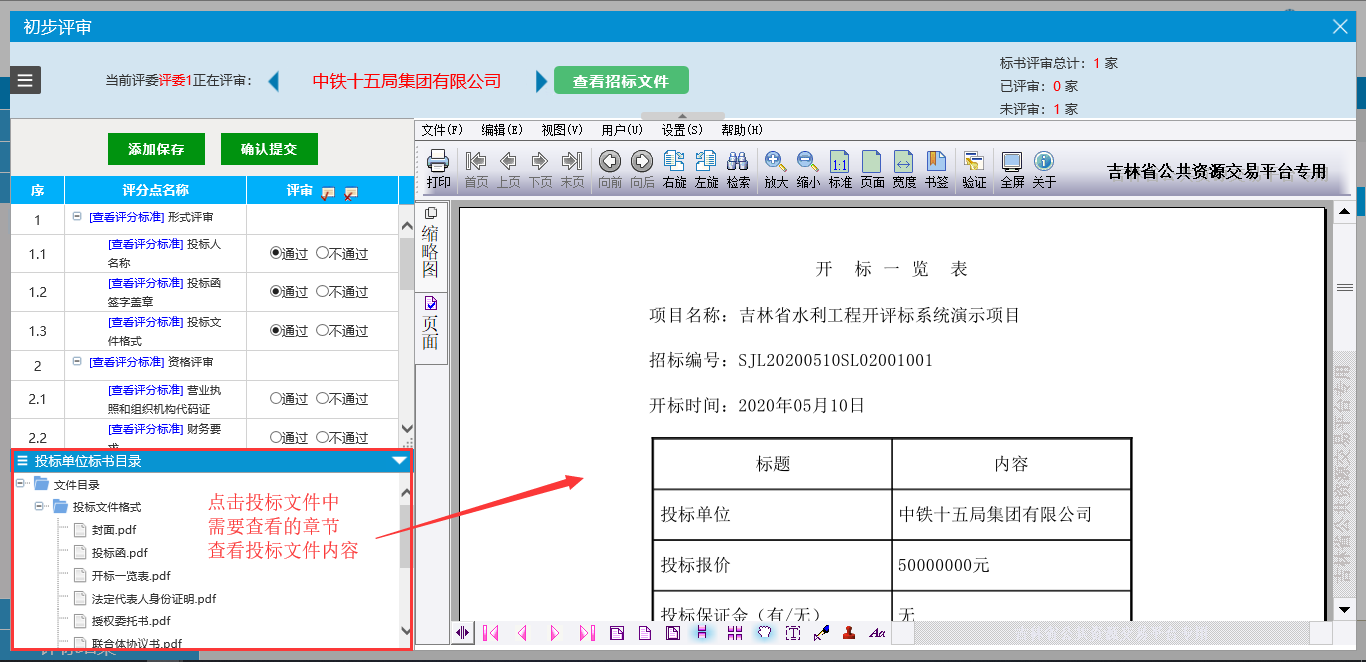 初步评审
当前评委评委1正在评审：
中铁十五局集团有限公司
查看招标文件
标书评审总计：1 家
已评审：0 家
未评审：1 家
添加保存
确认提交
序 评分点名称 评审
1 [查看评分标准] 形式评审
1.1 [查看评分标准] 投标人名称 通过 不通过
1.2 [查看评分标准] 投标函签字盖章 通过 不通过
1.3 [查看评分标准] 投标文件格式 通过 不通过
2 [查看评分标准] 资格评审
2.1 [查看评分标准] 营业执照和组织机构代码证 通过 不通过
2.2 [查看评分标准] 财务要求 通过 不通过
投标单位标书目录
文件目录
投标文件格式
封面.pdf
投标函.pdf
开标一览表.pdf
法定代表人身份证明.pdf
授权委托书.pdf
联合体协议书.pdf
点击投标文件中
需要查看的章节
查看投标文件内容
文件(F) 编辑(E) 视图(V) 用户(U) 设置(S) 帮助(H)
打印 首页 上页 下页 末页 向前 向后 右旋 左旋 检索 放大 缩小 标准 页面 宽度 书签 验证 全屏 关于
1:1
吉林省公共资源交易平台专用
缩略图
页面
开 标 一 览 表
项目名称：吉林省水利工程开评标系统演示项目
招标编号：SJL20200510SL02001001
开标时间：2020年05月10日
标题 内容
投标单位 中铁十五局集团有限公司
投标报价 50000000元
投标保证金（有/无） 无
吉林省公共资源交易平台专用
Aa
吉林省公共资源交易平台专用